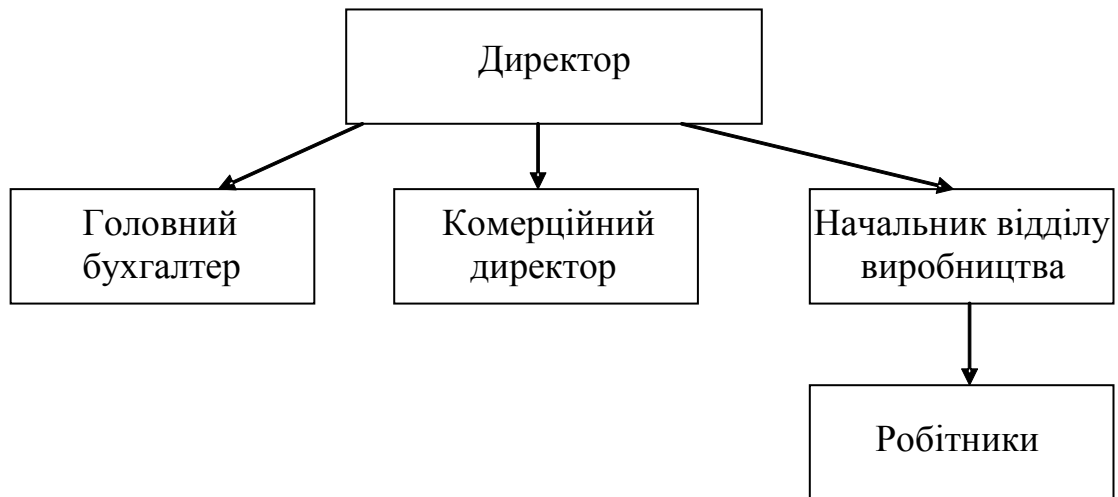 Директор
Головний
бухгалтер
Комерційний
директор
Начальник відділу
виробництва
Робітники